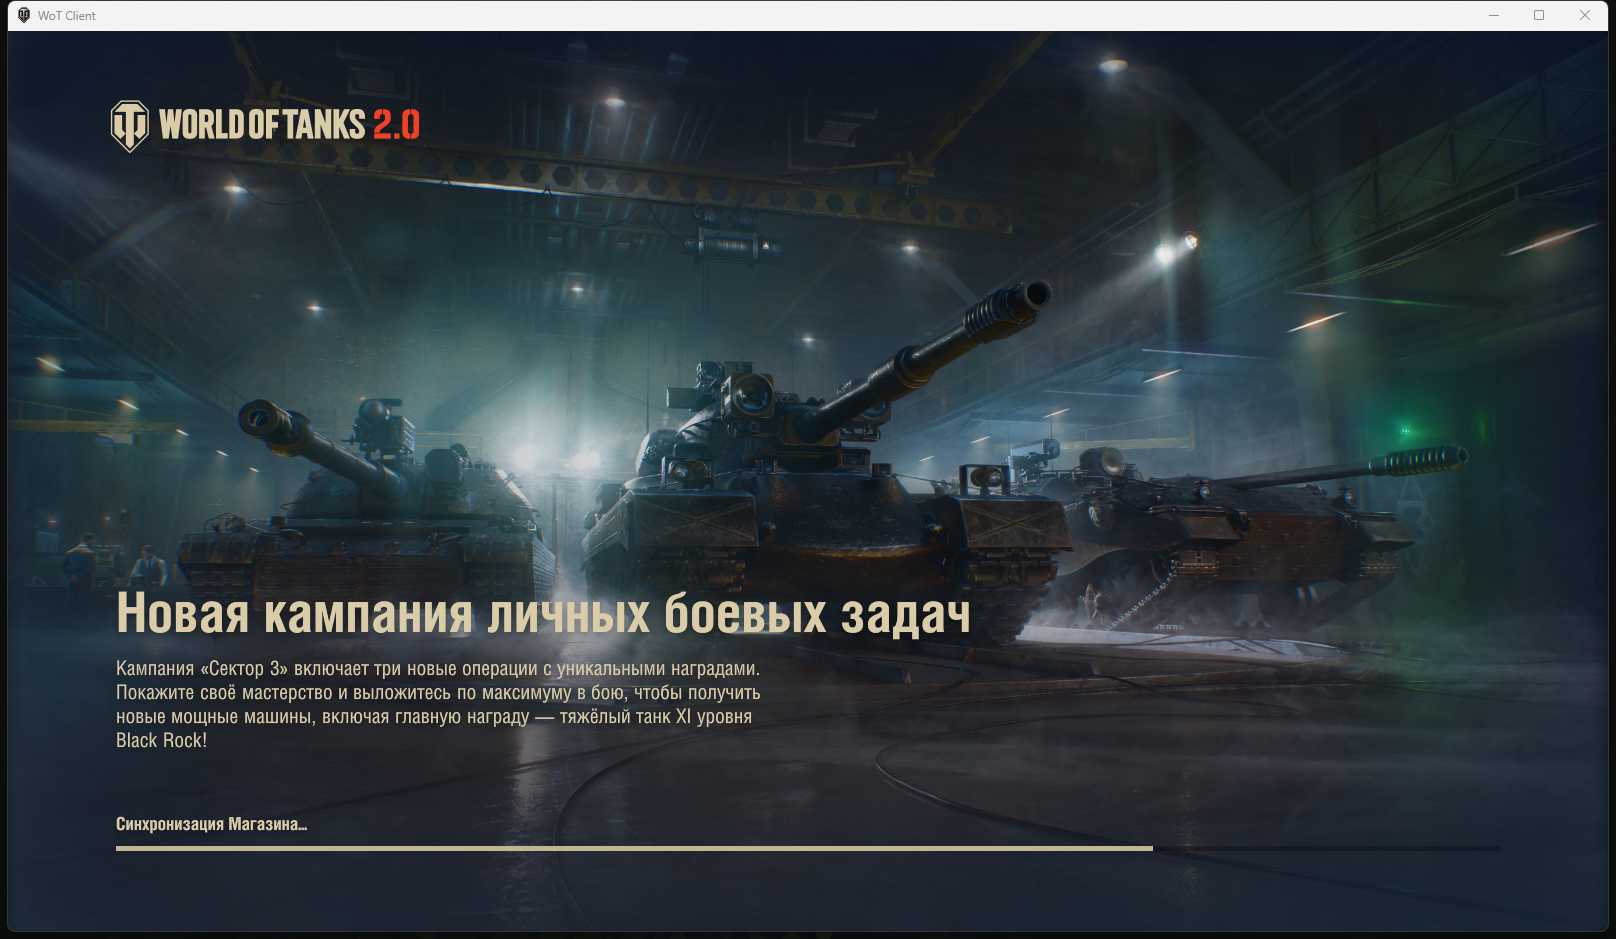 WoT Client
WORLD OF TANKS 2.0
Новая кампания личных боевых задач
Кампания «Сектор 3» включает три новые операции с уникальными наградами.
Покажите своё мастерство и выложитесь по максимуму в бою, чтобы получить
новые мощные машины, включая главную награду — тяжёлый танк XI уровня
Black Rock!
Синхронизация Магазина...